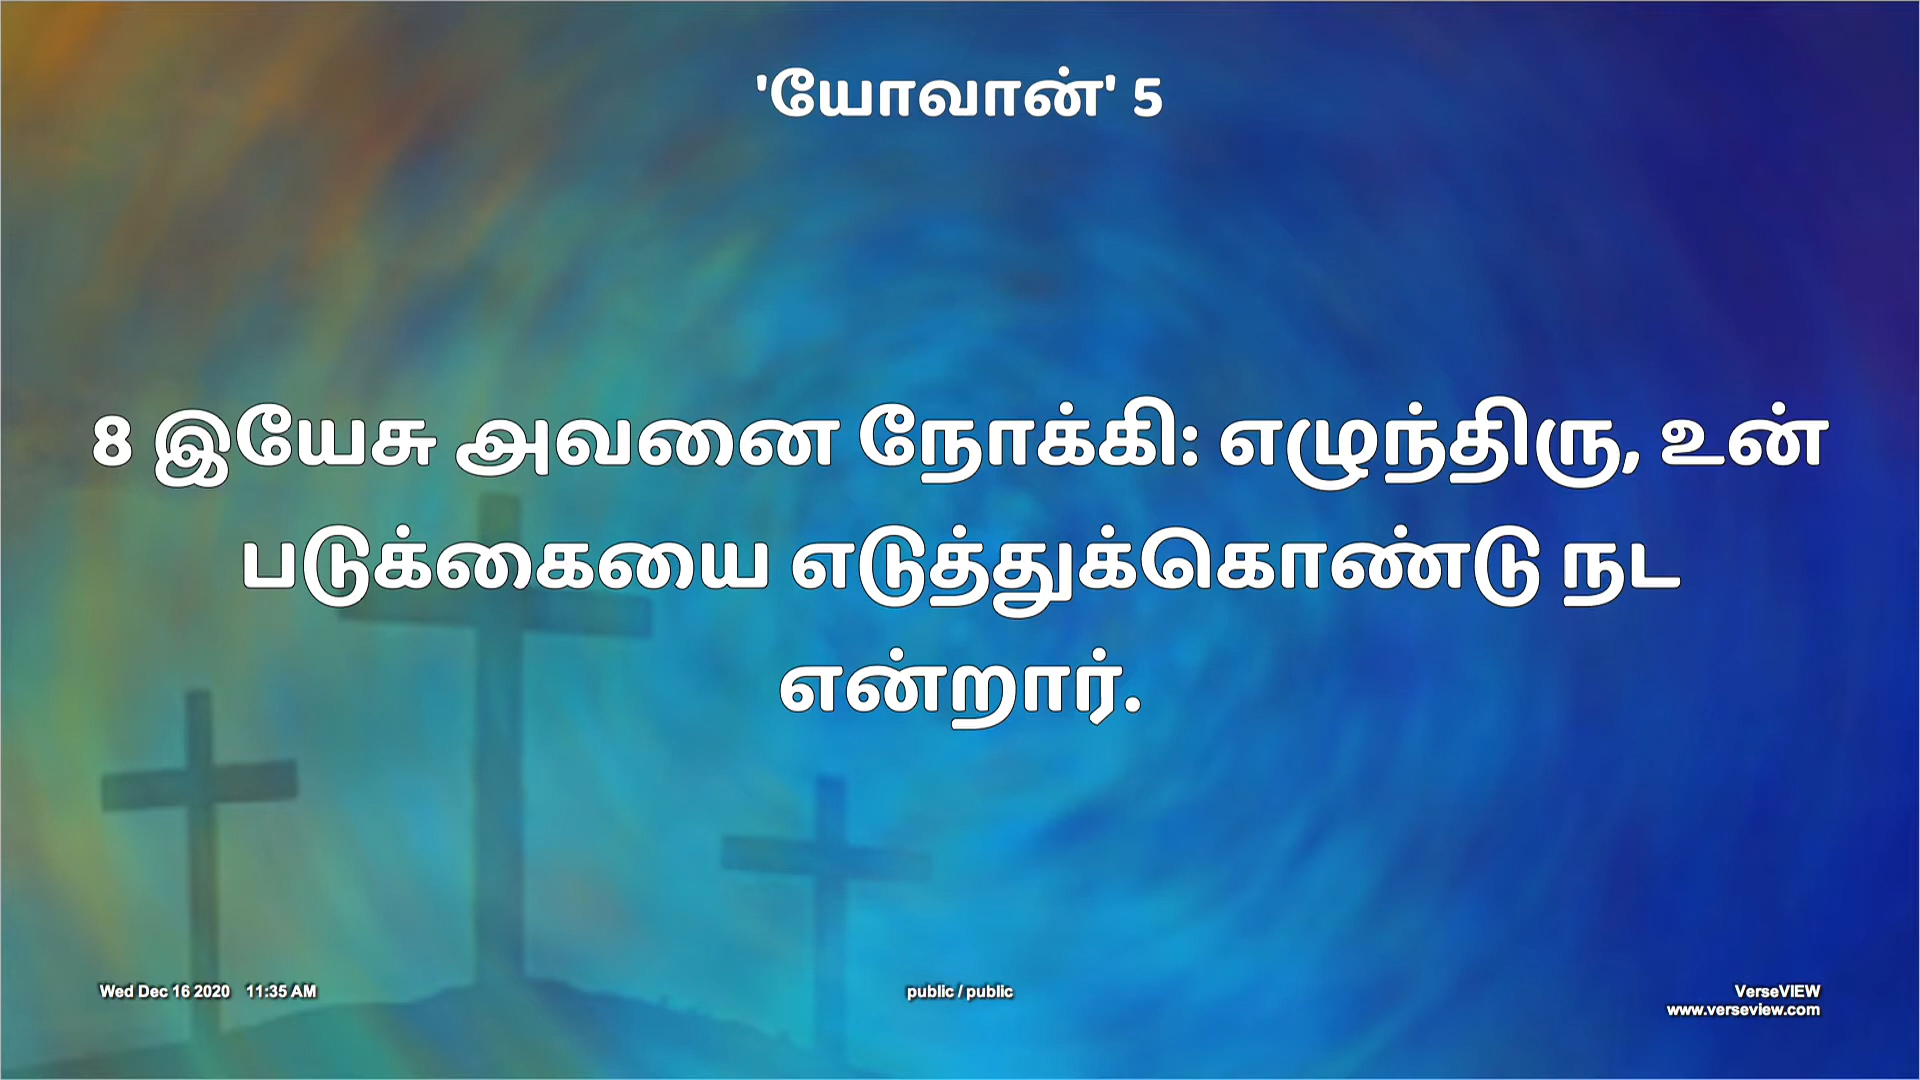 'யோவான்' 5
8 இயேசு அவனை நோக்கி: எழுந்திரு, உன்
படுக்கையை எடுத்துக்கொண்டு நட
என்றார்.
Wed Dec 16 2020 11:35 AM
public / public
VerseVIEW
www.verseview.com